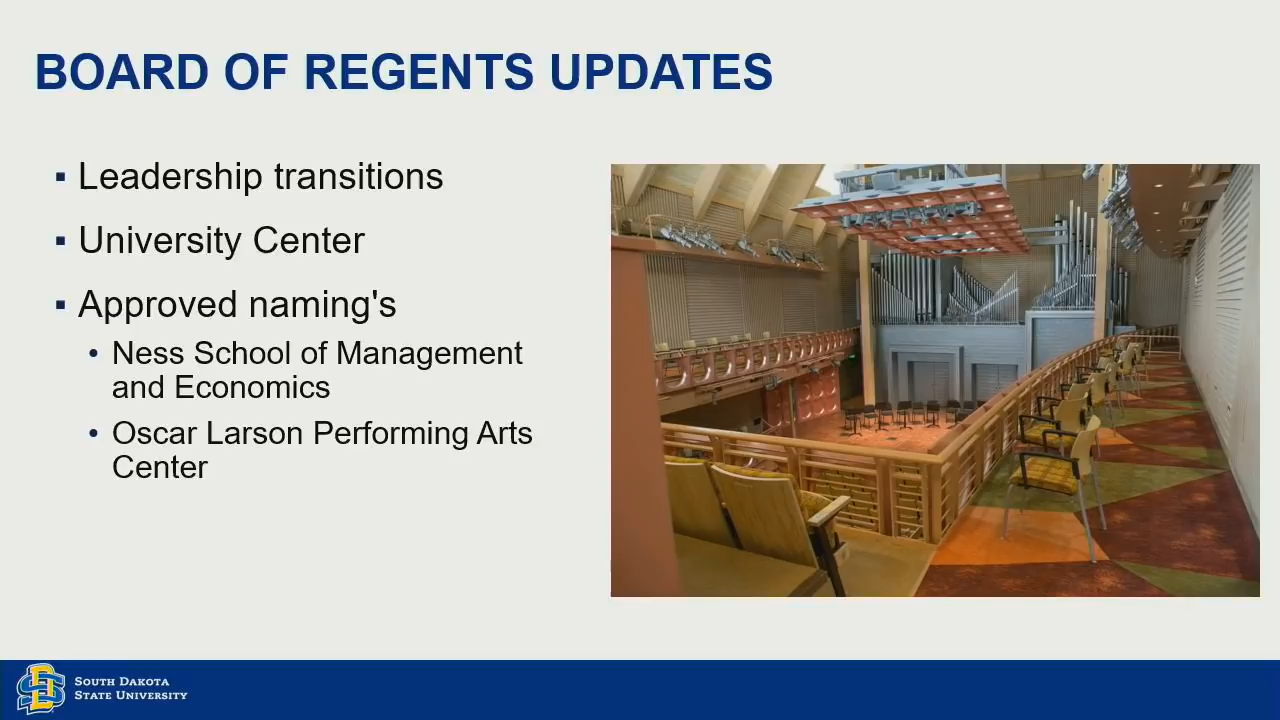 BOARD OF REGENTS UPDATES
▪ Leadership transitions
▪ University Center
▪ Approved naming's
• Ness School of Management
and Economics
• Oscar Larson Performing Arts
Center
SOUTH DAKOTA
STATE UNIVERSITY